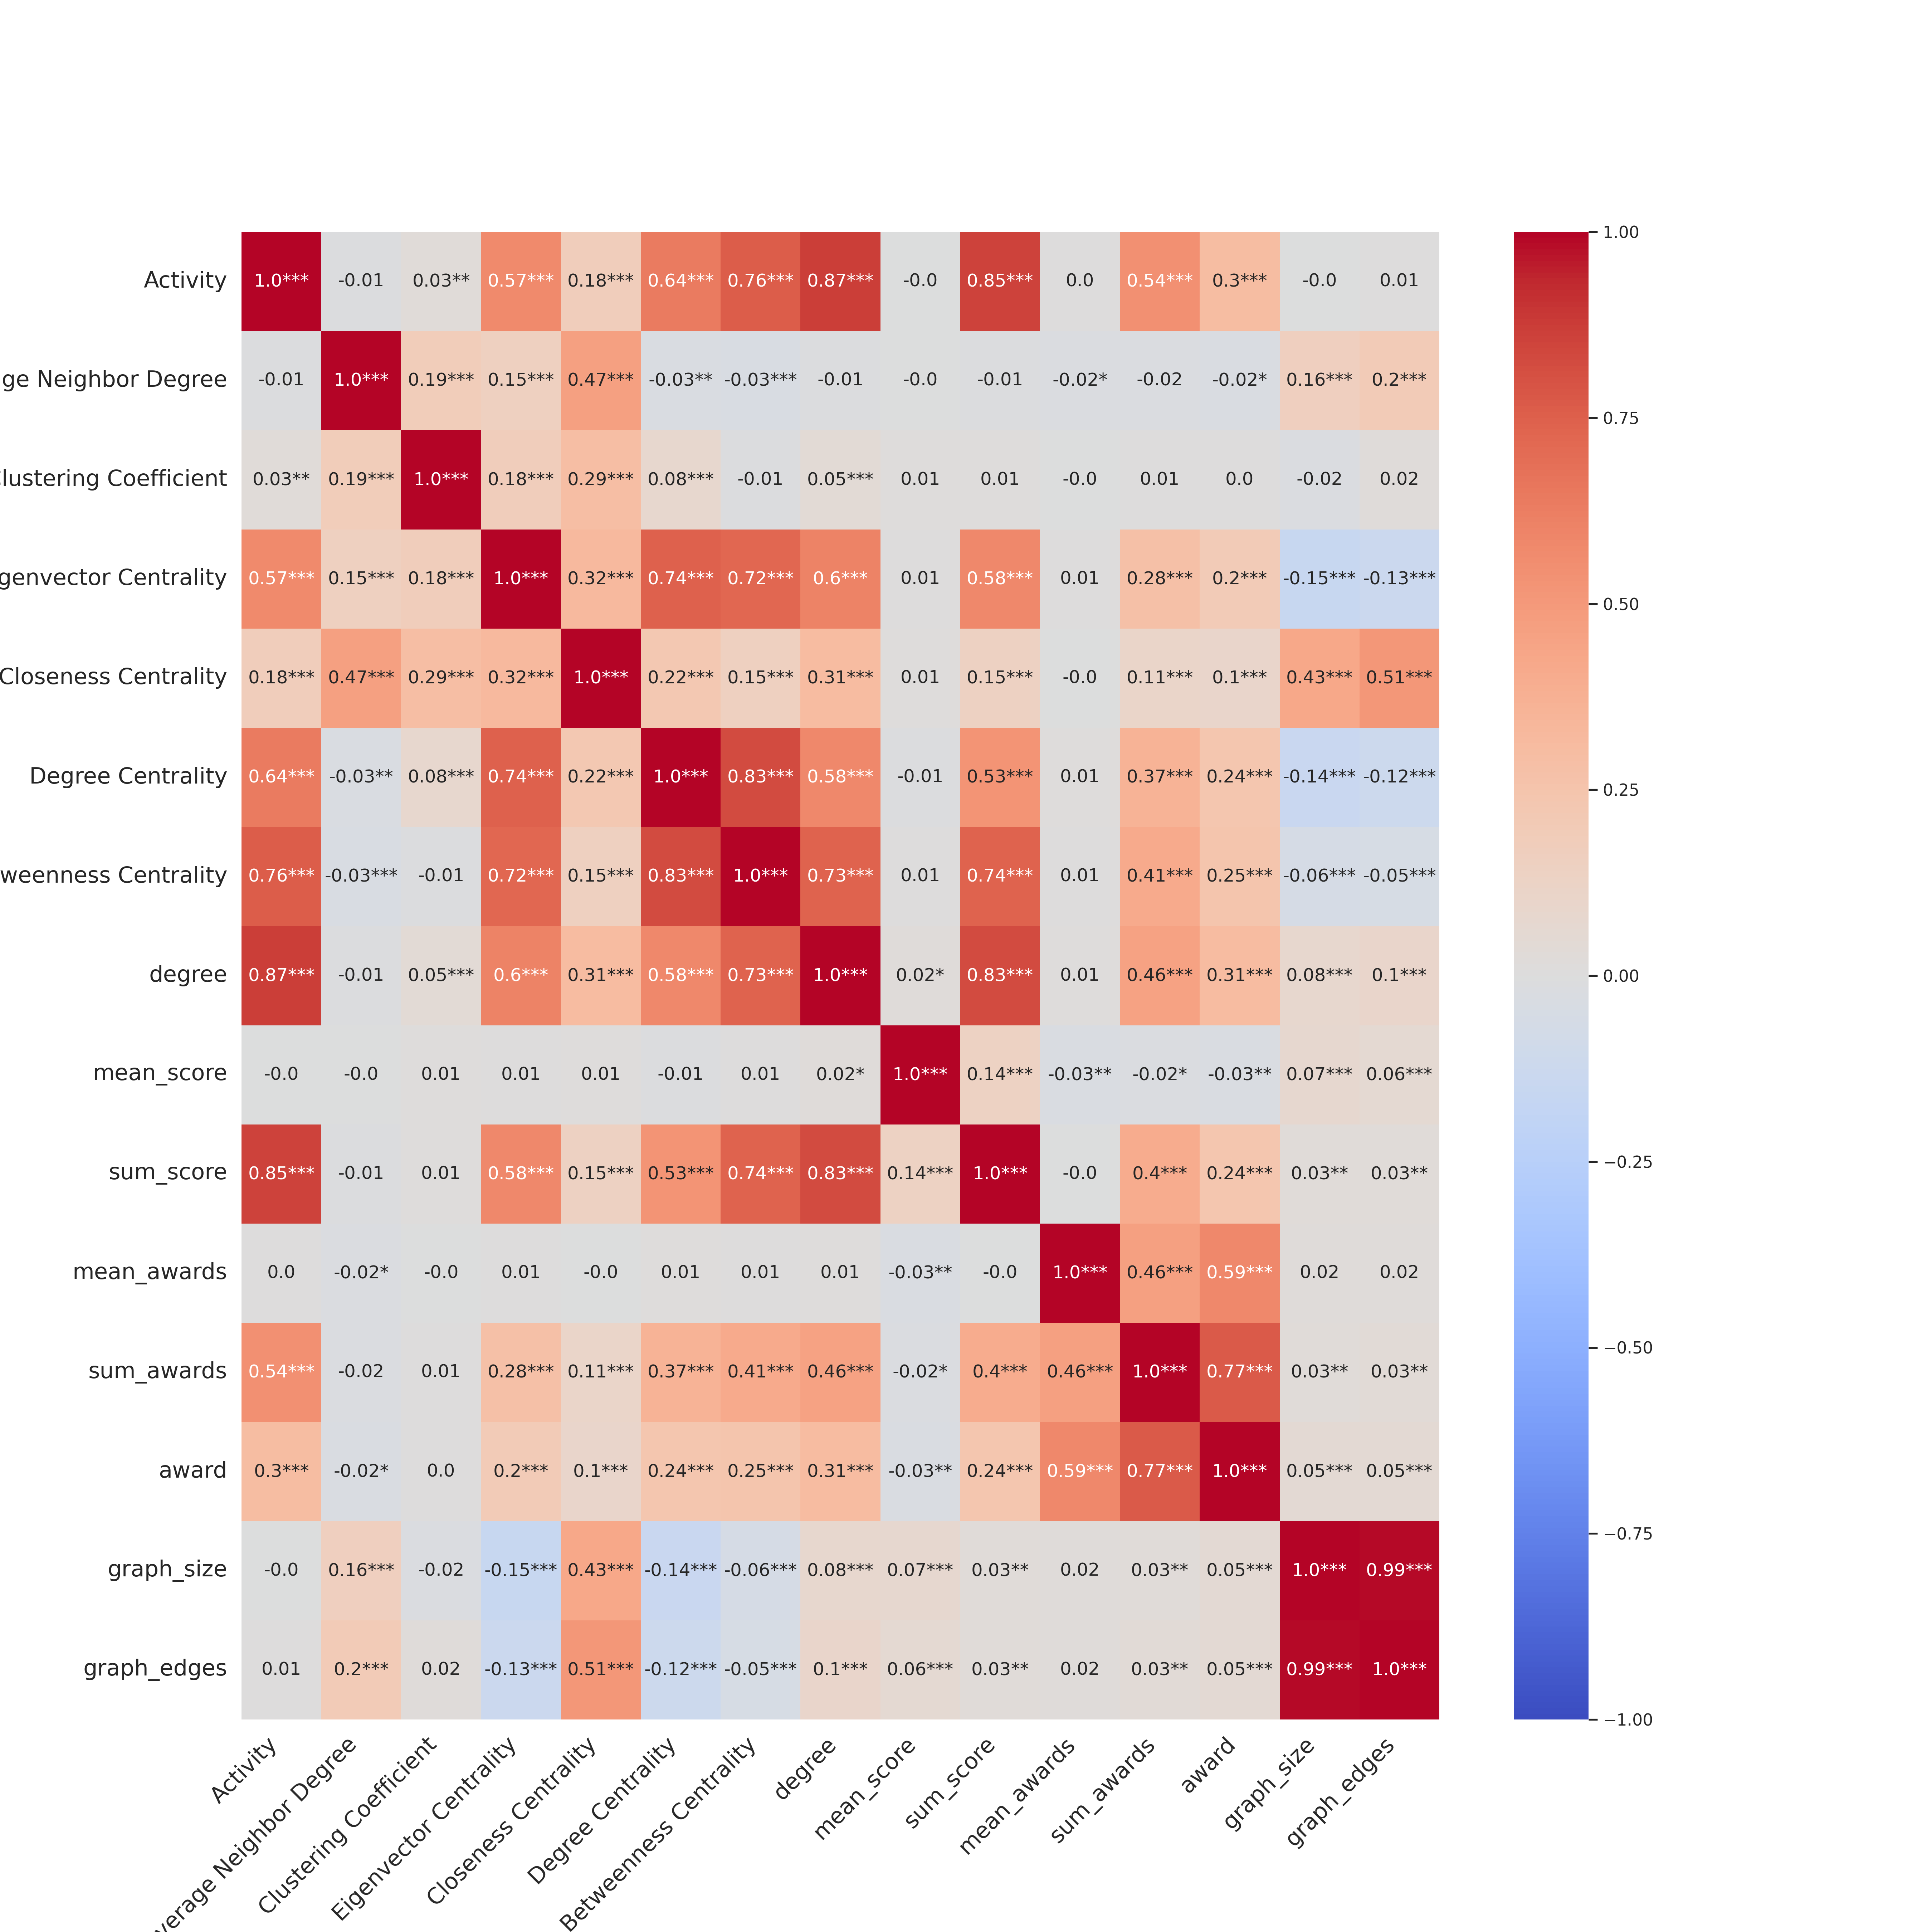 1.00
Activity 1.0*** -0.01 0.03** 0.57*** 0.18*** 0.64*** 0.76*** 0.87*** -0.0 0.85*** 0.0 0.54*** 0.3*** -0.0 0.01
ge Neighbor Degree -0.01 1.0*** 0.19*** 0.15*** 0.47*** -0.03** -0.03*** -0.01 -0.0 -0.01 -0.02* -0.02 -0.02* 0.16*** 0.2***
0.75
lustering Coefficient 0.03** 0.19*** 1.0*** 0.18*** 0.29*** 0.08*** -0.01 0.05*** 0.01 0.01 -0.0 0.01 0.0 -0.02 0.02
genvector Centrality 0.57*** 0.15*** 0.18*** 1.0*** 0.32*** 0.74*** 0.72*** 0.6*** 0.01 0.58*** 0.01 0.28*** 0.2*** -0.15*** -0.13***
0.50
Closeness Centrality 0.18*** 0.47*** 0.29*** 0.32*** 1.0*** 0.22*** 0.15*** 0.31*** 0.01 0.15*** -0.0 0.11*** 0.1*** 0.43*** 0.51***
Degree Centrality 0.64*** -0.03** 0.08*** 0.74*** 0.22*** 1.0*** 0.83*** 0.58*** -0.01 0.53*** 0.01 0.37*** 0.24*** -0.14*** -0.12***
0.25
weenness Centrality 0.76*** -0.03*** -0.01 0.72*** 0.15*** 0.83*** 1.0*** 0.73*** 0.01 0.74*** 0.01 0.41*** 0.25*** -0.06*** -0.05***
degree 0.87*** -0.01 0.05*** 0.6*** 0.31*** 0.58*** 0.73*** 1.0*** 0.02* 0.83*** 0.01 0.46*** 0.31*** 0.08*** 0.1***
0.00
mean_score -0.0 -0.0 0.01 0.01 0.01 -0.01 0.01 0.02* 1.0*** 0.14*** -0.03** -0.02* -0.03** 0.07*** 0.06***
sum_score 0.85*** -0.01 0.01 0.58*** 0.15*** 0.53*** 0.74*** 0.83*** 0.14*** 1.0*** -0.0 0.4*** 0.24*** 0.03** 0.03**
−0.25
mean_awards 0.0 -0.02* -0.0 0.01 -0.0 0.01 0.01 0.01 -0.03** -0.0 1.0*** 0.46*** 0.59*** 0.02 0.02
−0.50
sum_awards 0.54*** -0.02 0.01 0.28*** 0.11*** 0.37*** 0.41*** 0.46*** -0.02* 0.4*** 0.46*** 1.0*** 0.77*** 0.03** 0.03**
award 0.3*** -0.02* 0.0 0.2*** 0.1*** 0.24*** 0.25*** 0.31*** -0.03** 0.24*** 0.59*** 0.77*** 1.0*** 0.05*** 0.05***
−0.75
graph_size -0.0 0.16*** -0.02 -0.15*** 0.43*** -0.14*** -0.06*** 0.08*** 0.07*** 0.03** 0.02 0.03** 0.05*** 1.0*** 0.99***
graph_edges 0.01 0.2*** 0.02 -0.13*** 0.51*** -0.12*** -0.05*** 0.1*** 0.06*** 0.03** 0.02 0.03** 0.05*** 0.99*** 1.0***
−1.00
Activity
verage Neighbor Degree
Clustering Coefficient
Eigenvector Centrality
Closeness Centrality
Degree Centrality
Betweenness Centrality
degree
mean_score
sum_score
mean_awards
sum_awards
award
graph_size
graph_edges